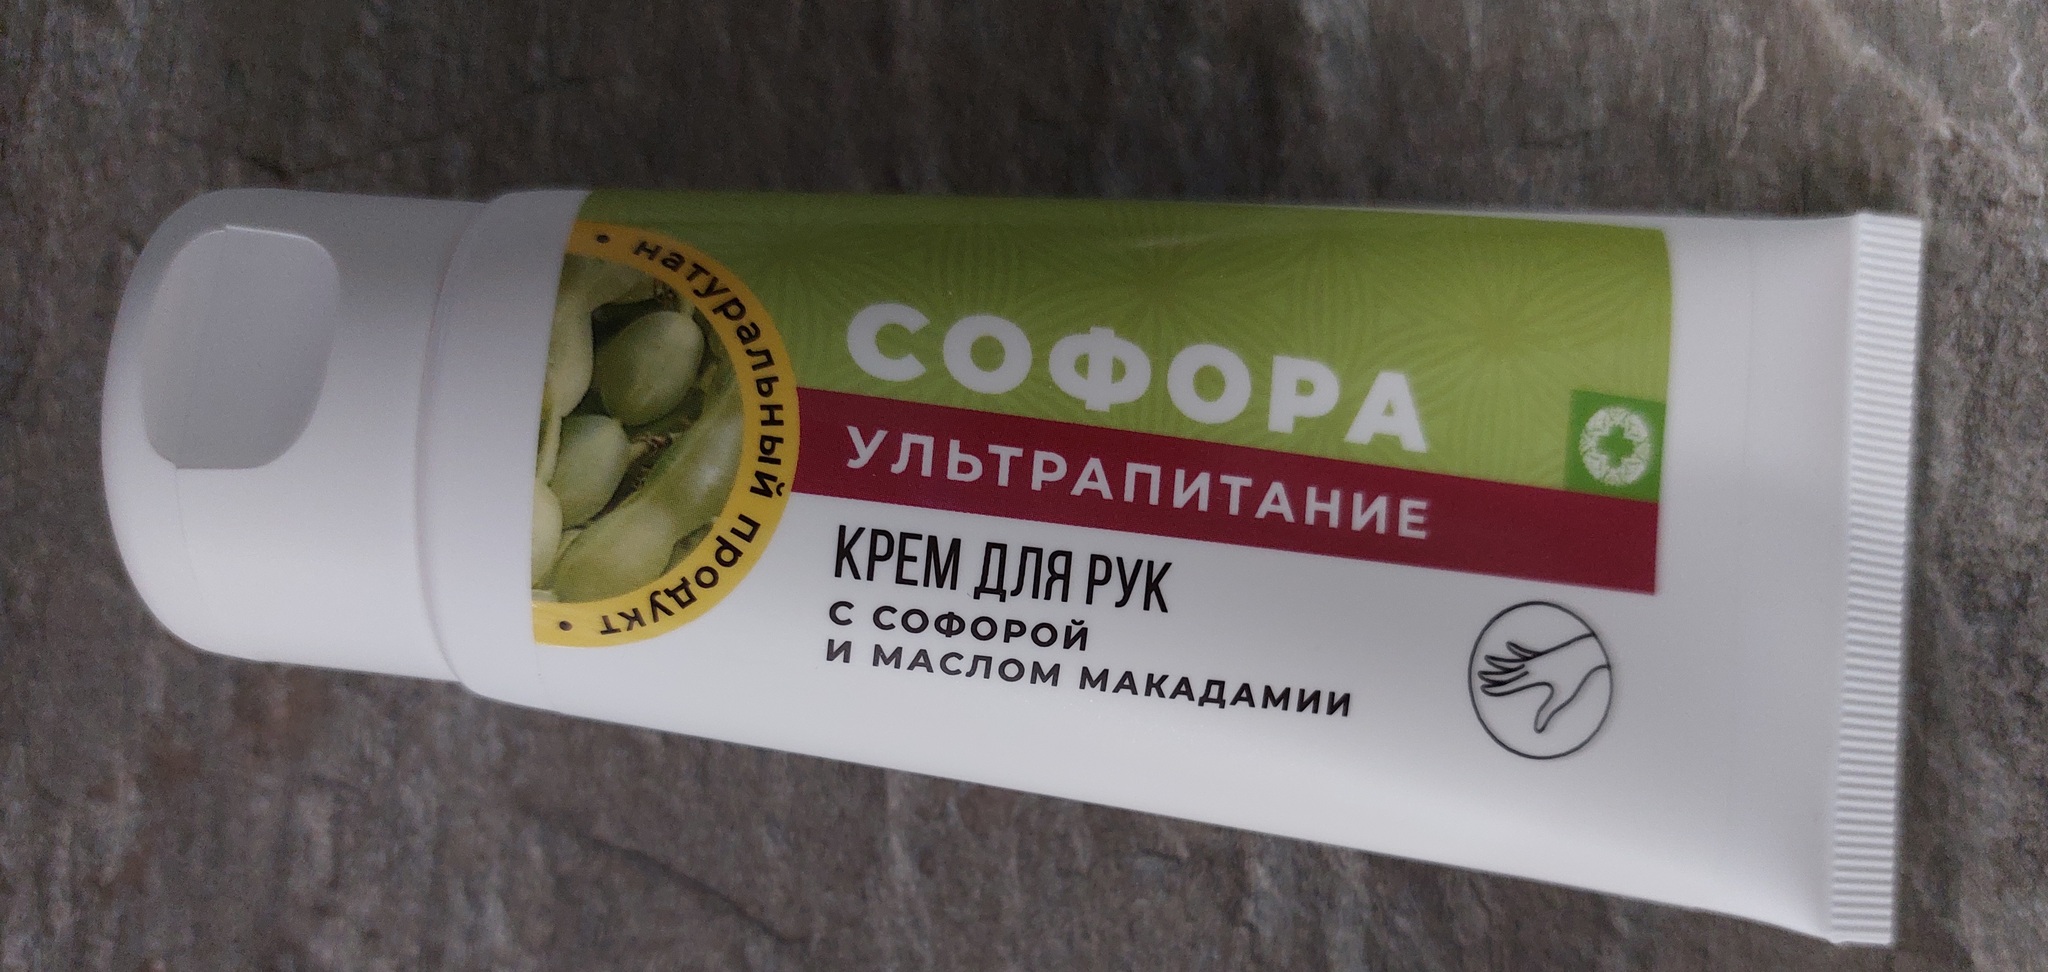 натуральный продукт
СОФОРА
УЛЬТРАПИТАНИЕ
КРЕМ ДЛЯ РУК
С СОФОРОЙ
И МАСЛОМ МАКАДАМИИ